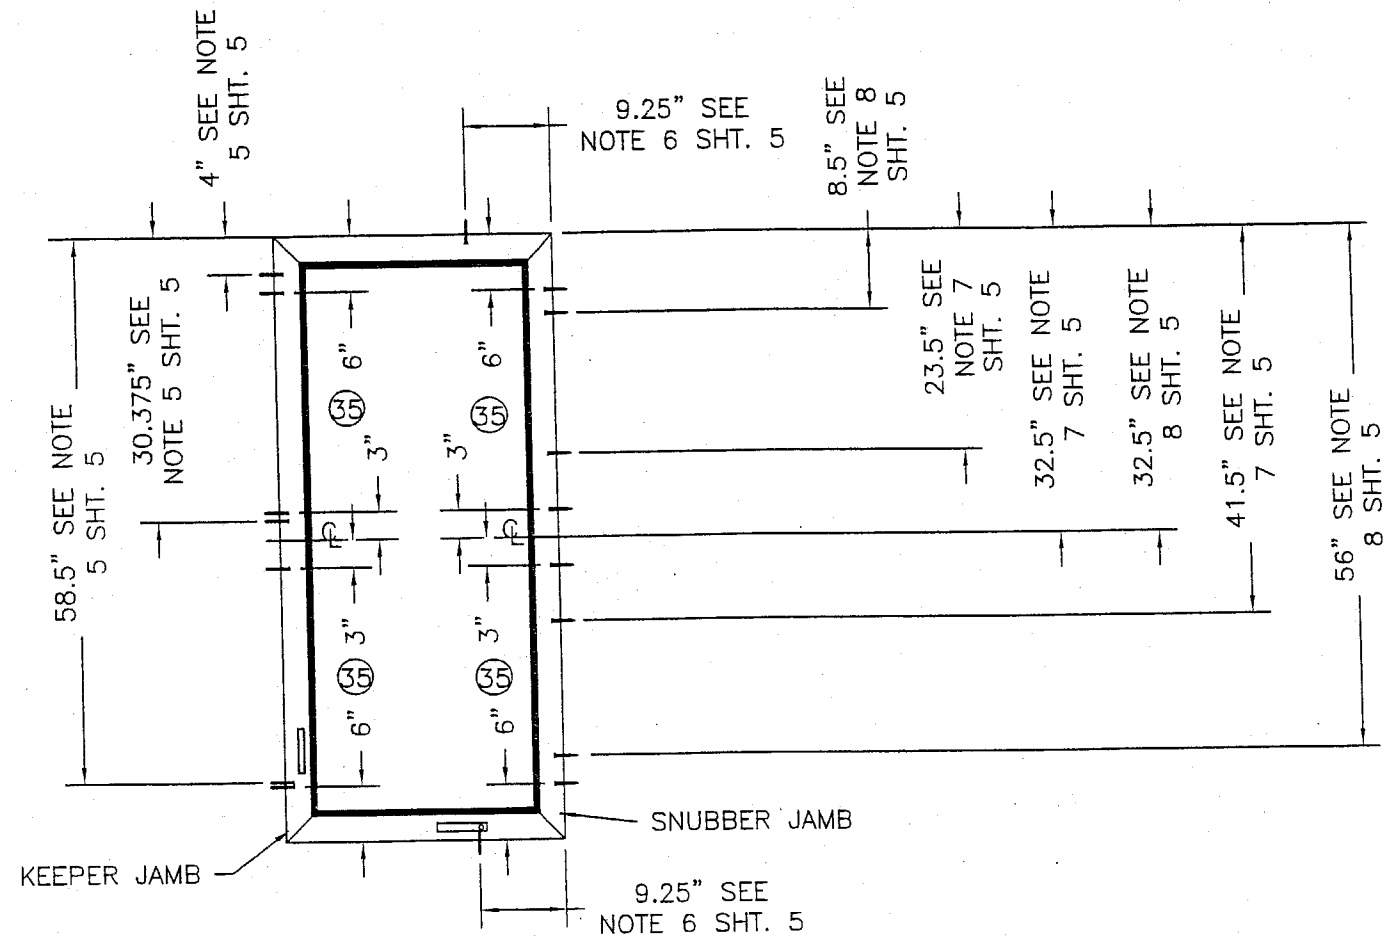 4" SEE NOTE
5 SHT. 5
9.25" SEE
NOTE 6 SHT. 5
8.5" SEE
NOTE 8
SHT. 5
58.5" SEE NOTE
5 SHT. 5
30.375" SEE
NOTE 5 SHT. 5
6"
6"
35
35
3"
3"
CL
CL
3"
3"
35
35
6"
6"
23.5" SEE
NOTE 7
SHT. 5
32.5" SEE NOTE
7 SHT. 5
32.5" SEE NOTE
8 SHT. 5
41.5" SEE NOTE
7 SHT. 5
56" SEE NOTE
8 SHT. 5
SNUBBER JAMB
KEEPER JAMB
9.25" SEE
NOTE 6 SHT. 5